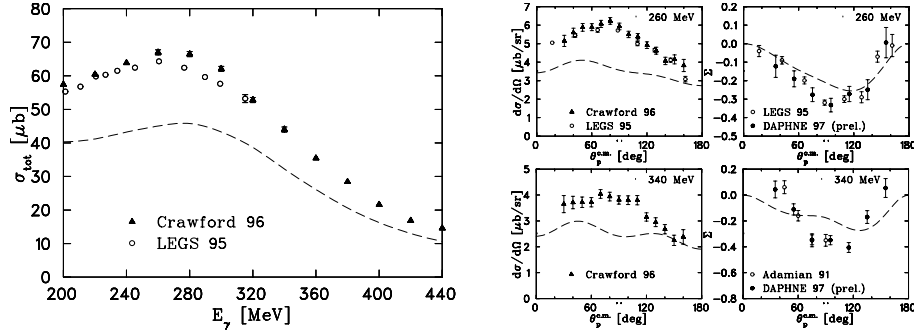 80
70
60
50
40
30
20
10
0
σtot [μb]
Crawford 96
LEGS 95
200 240 280 320 360 400 440
Eγ [MeV]
260 MeV
6
5
4
3
2
1
0
dσ/dΩ [μb/sr]
Crawford 96
LEGS 95
0 60 120 180
θp c.m. [deg]
260 MeV
0.1
0.0
-0.1
-0.2
-0.3
-0.4
-0.5
Σ
LEGS 95
DAPHNE 97 (prel.)
0 60 120 180
θp c.m. [deg]
340 MeV
5
4
3
2
1
0
dσ/dΩ [μb/sr]
Crawford 96
0 60 120 180
θp c.m. [deg]
340 MeV
0.2
0.0
-0.2
-0.4
-0.6
-0.8
Σ
Adamian 91
DAPHNE 97 (prel.)
0 60 120 180
θp c.m. [deg]